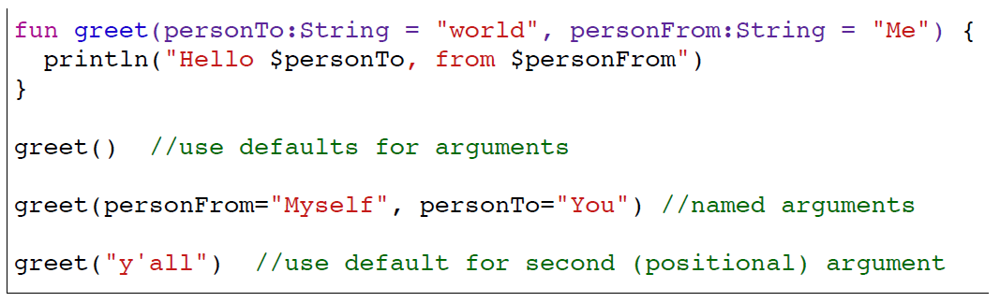 fun greet(personTo:String = "world", personFrom:String = "Me") {
  println("Hello $personTo, from $personFrom")
}
greet()  //use defaults for arguments
greet(personFrom="Myself", personTo="You") //named arguments
greet("y'all")  //use default for second (positional) argument